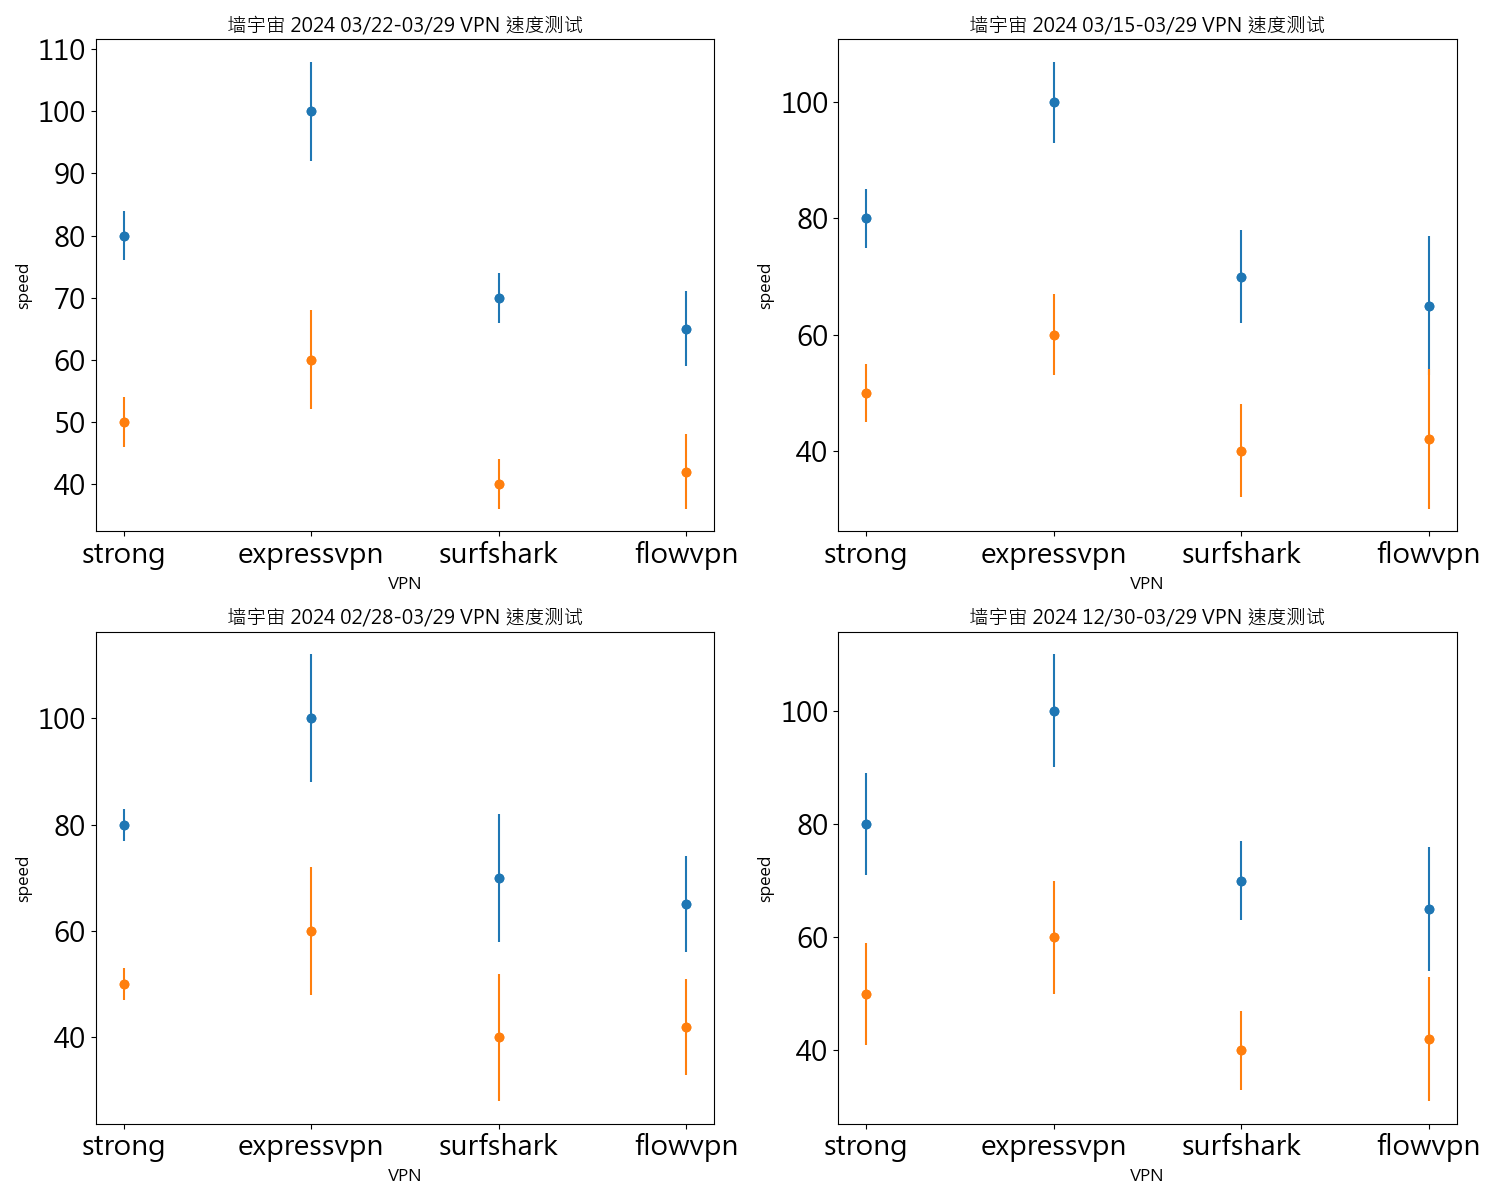 墙宇宙 2024 03/22-03/29 VPN 速度测试
110
100
90
80
70
60
50
40
speed
strong expressvpn surfshark flowvpn
VPN
墙宇宙 2024 03/15-03/29 VPN 速度测试
100
80
60
40
speed
strong expressvpn surfshark flowvpn
VPN
墙宇宙 2024 02/28-03/29 VPN 速度测试
100
80
60
40
speed
strong expressvpn surfshark flowvpn
VPN
墙宇宙 2024 12/30-03/29 VPN 速度测试
100
80
60
40
speed
strong expressvpn surfshark flowvpn
VPN